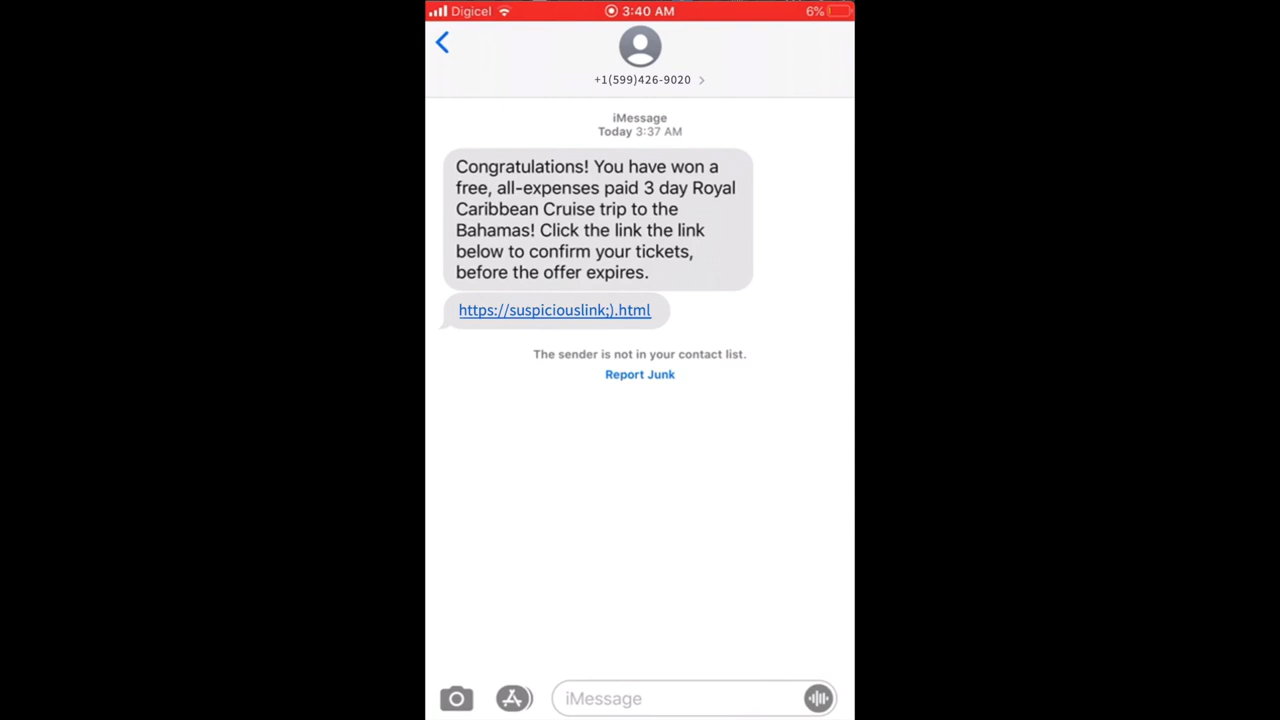 Digicel 3:40 AM 6%
+1(599)426-9020
iMessage
Today 3:37 AM
Congratulations! You have won a
free, all-expenses paid 3 day Royal
Caribbean Cruise trip to the
Bahamas! Click the link the link
below to confirm your tickets,
before the offer expires.
https://suspiciouslink;).html
The sender is not in your contact list.
Report Junk
iMessage